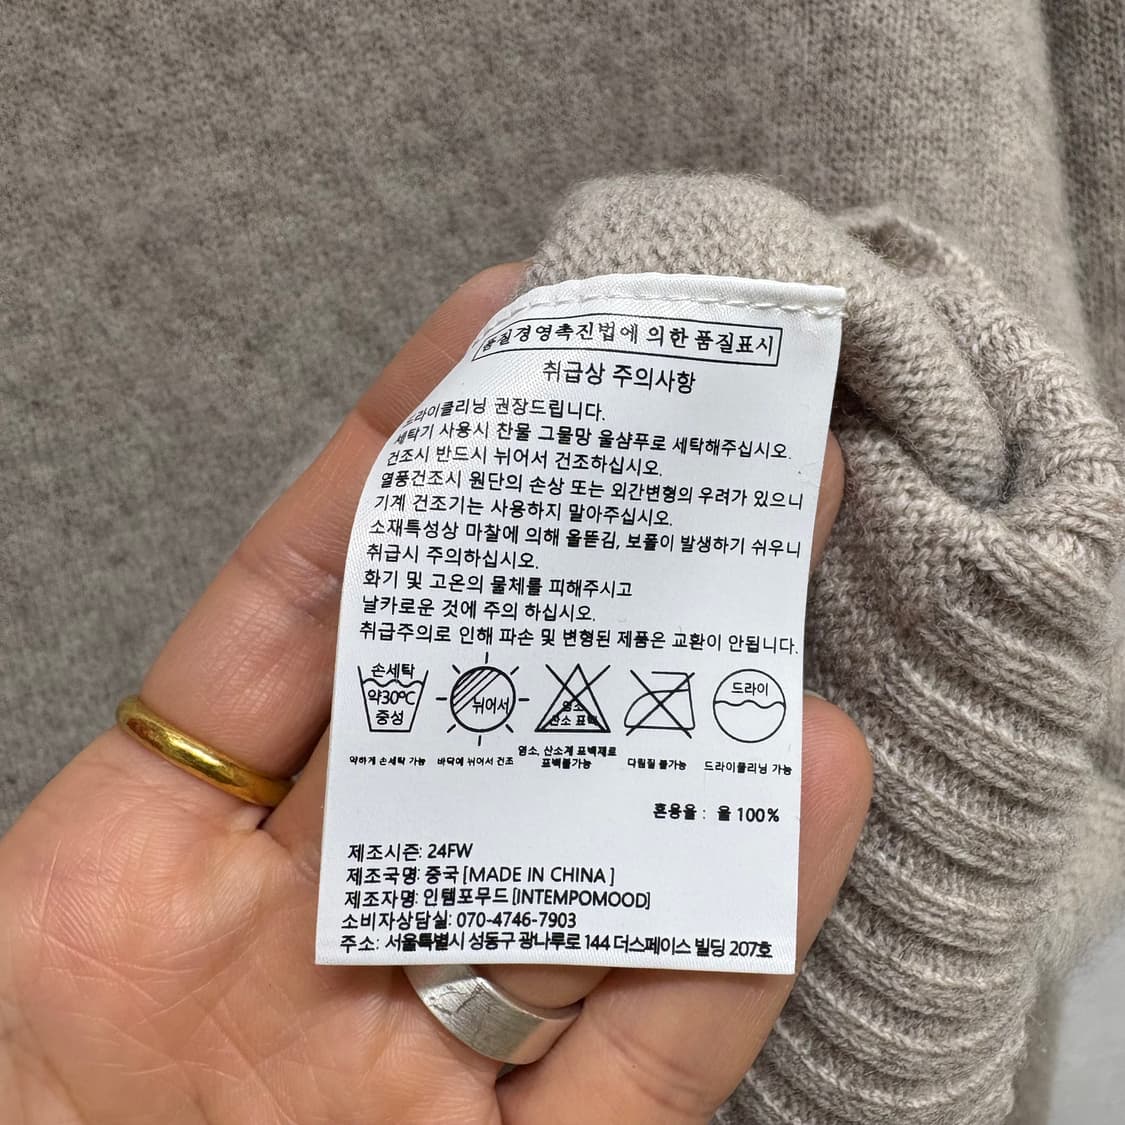 품질경영촉진법에 의한 품질표시
취급상 주의사항
드라이클리닝 권장드립니다.
세탁기 사용시 찬물 그물망 울샴푸로 세탁해주십시오.
건조시 반드시 뉘어서 건조하십시오.
열풍건조시 원단의 손상 또는 외간변형의 우려가 있으니
기계 건조기는 사용하지 말아주십시오.
소재특성상 마찰에 의해 올뜯김, 보풀이 발생하기 쉬우니
취급시 주의하십시오.
화기 및 고온의 물체를 피해주시고
날카로운 것에 주의 하십시오.
취급주의로 인해 파손 및 변형된 제품은 교환이 안됩니다.
손세탁
약30℃
중성
뉘어서
염소
산소 표백
드라이
약하게 손세탁 가능
바닥에 뉘어서 건조
염소, 산소계 표백제로
표백불가능
다림질 불가능
드라이클리닝 가능
혼용율 : 울 100%
제조시즌: 24FW
제조국명: 중국[MADE IN CHINA ]
제조자명: 인템포무드[INTEMPOMOOD]
소비자상담실: 070-4746-7903
주소: 서울특별시 성동구 광나루로 144 더스페이스 빌딩 207호